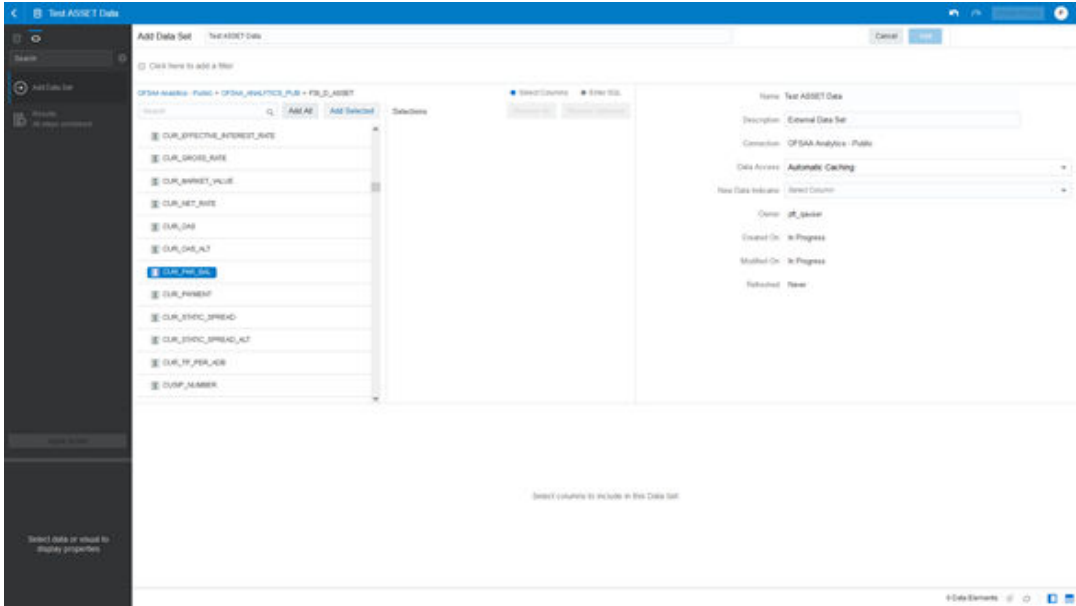 Test ASSET Data
Add Data Set
Test ASSET Data
Cancel
Add
Search
Click here to add a filter
Add Data Set
OFSAA Analytics - Public > OFSAA_ANALYTICS_PUB > FSI_D_ASSET
Select Columns
Enter SQL
Search
Add All
Add Selected
Selections
CUR_EFFECTIVE_INTEREST_RATE
CUR_GROSS_RATE
CUR_MARKET_VALUE
CUR_NET_RATE
CUR_OAS
CUR_OAS_ALT
CUR_PAR_BAL
CUR_PAYMENT
CUR_STATIC_SPREAD
CUR_STATIC_SPREAD_ALT
CUR_TP_PER_ADB
CUSIP_NUMBER
Name Test ASSET Data
Description External Data Set
Connection OFSAA Analytics - Public
Data Access Automatic Caching
New Data Indicator Select Column
Owner
Created On In Progress
Modified On In Progress
Refreshed Never
Select columns to include in this Data Set
Select data or visual to
display properties
0 Data Elements